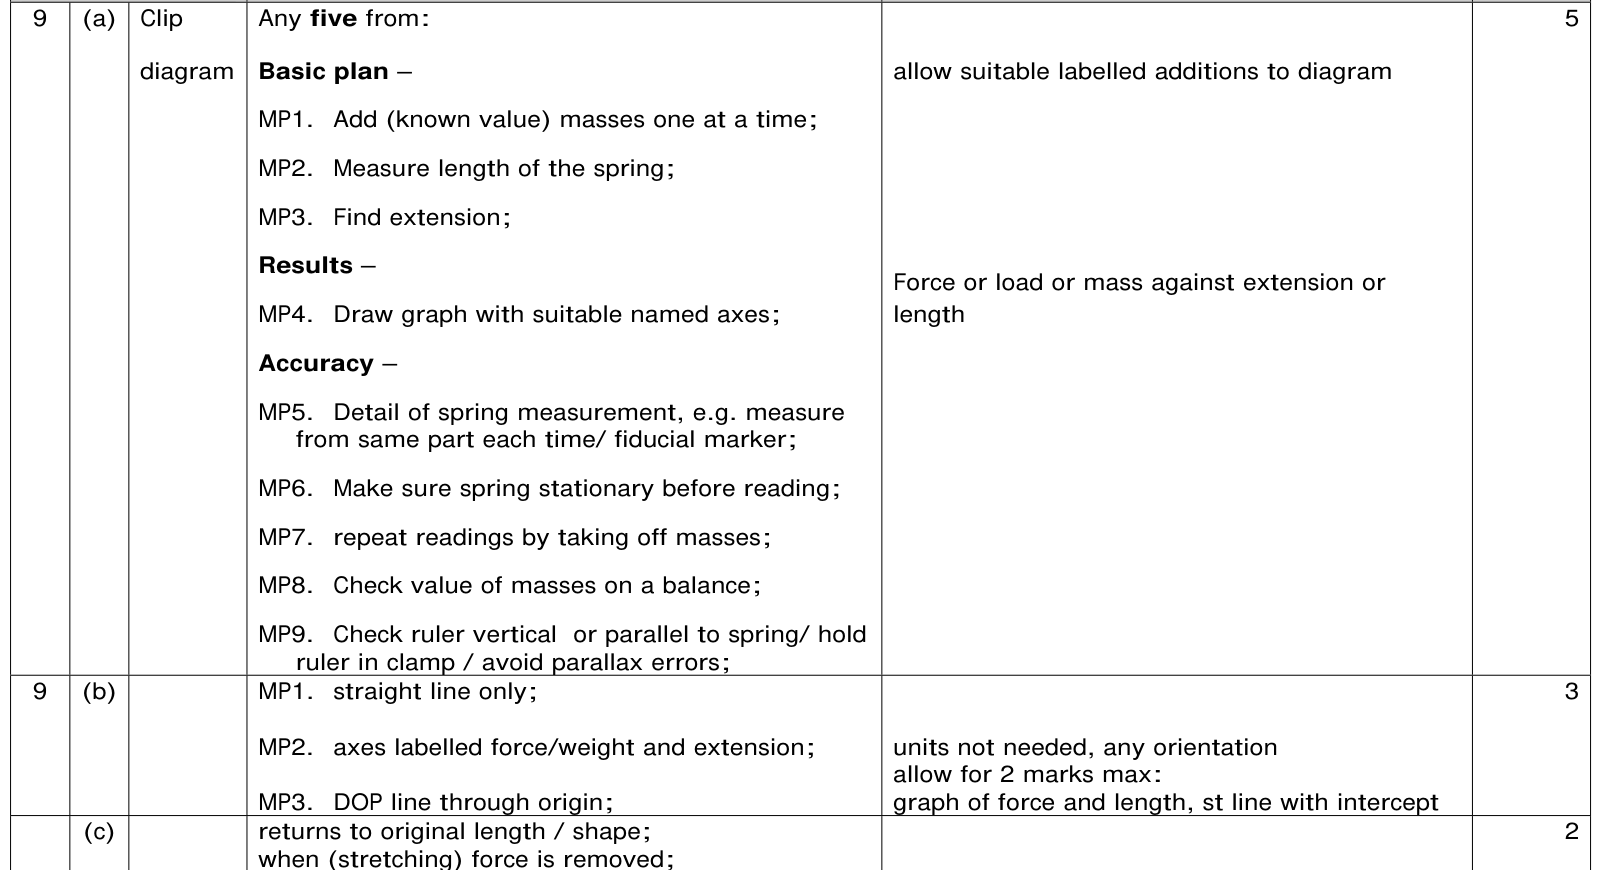 9 (a) Clip Any five from: 5
diagram Basic plan – allow suitable labelled additions to diagram
MP1. Add (known value) masses one at a time;
MP2. Measure length of the spring;
MP3. Find extension;
Results –
Force or load or mass against extension or
MP4. Draw graph with suitable named axes; length
Accuracy –
MP5. Detail of spring measurement, e.g. measure
from same part each time/ fiducial marker;
MP6. Make sure spring stationary before reading;
MP7. repeat readings by taking off masses;
MP8. Check value of masses on a balance;
MP9. Check ruler vertical or parallel to spring/ hold
ruler in clamp / avoid parallax errors;
9 (b) MP1. straight line only; 3
MP2. axes labelled force/weight and extension; units not needed, any orientation
allow for 2 marks max:
MP3. DOP line through origin; graph of force and length, st line with intercept
(c) returns to original length / shape; 2
when (stretching) force is removed;